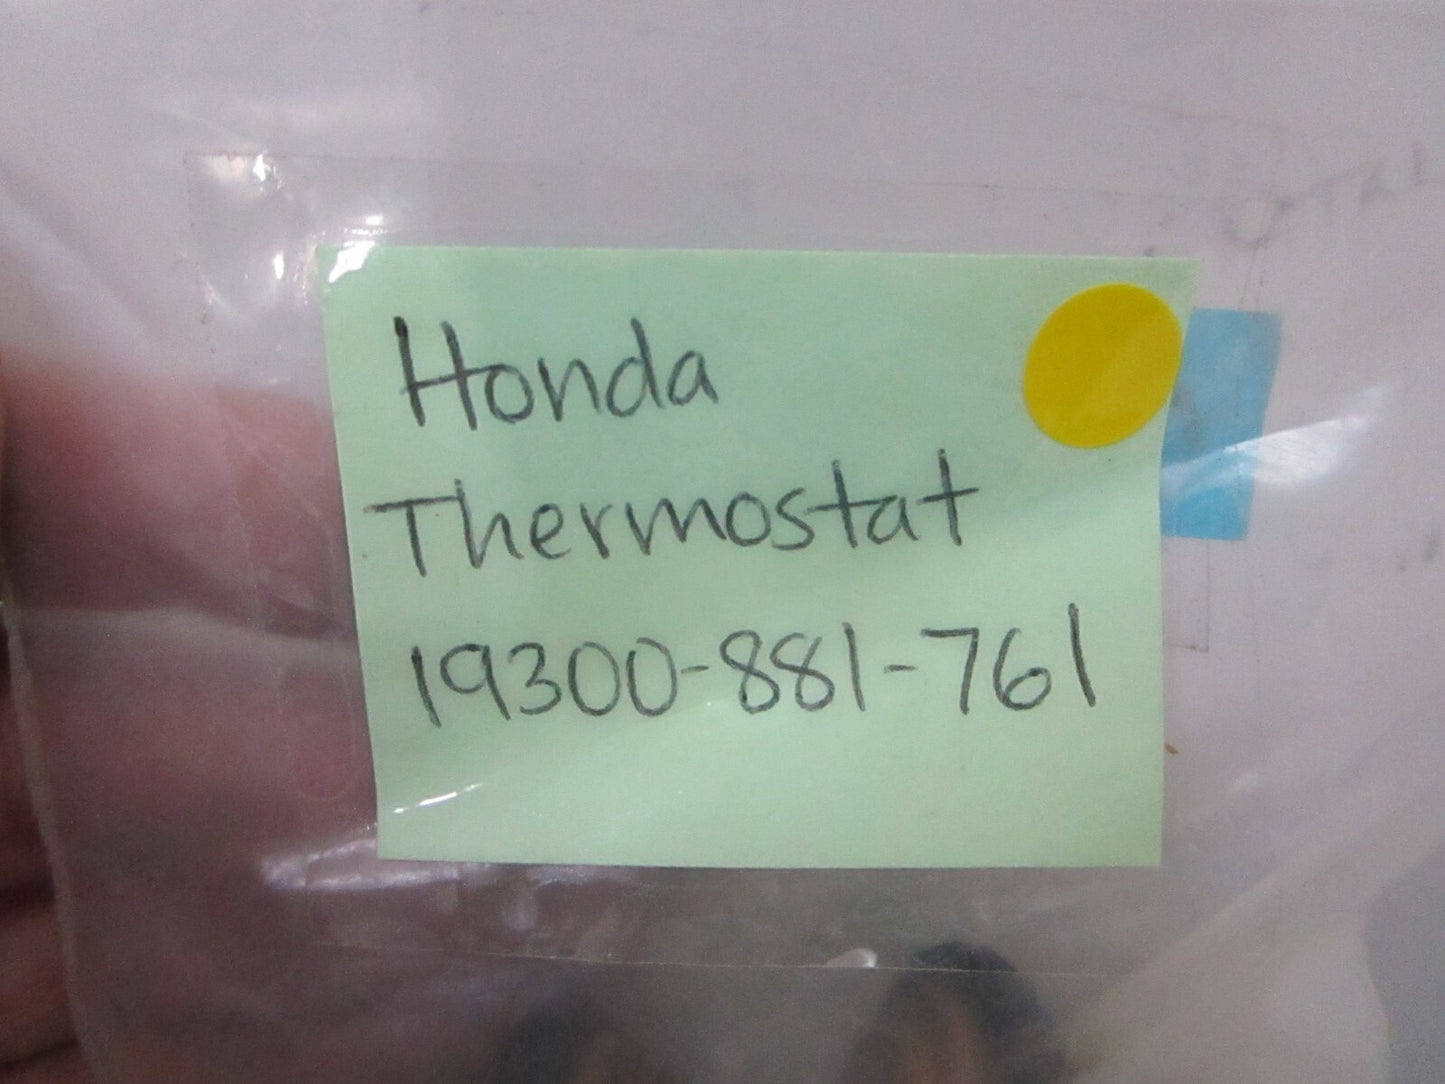 Honda
Thermostat
19300-881-761